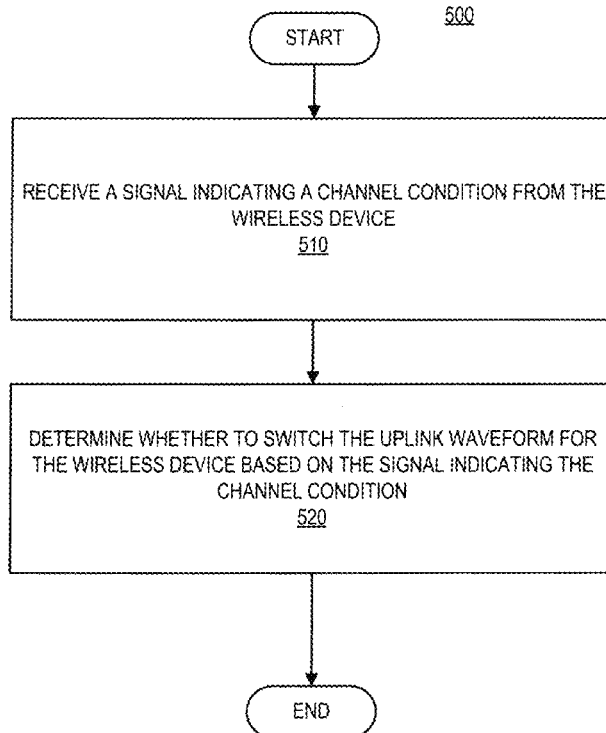 500
START
RECEIVE A SIGNAL INDICATING A CHANNEL CONDITION FROM THE
WIRELESS DEVICE
510
DETERMINE WHETHER TO SWITCH THE UPLINK WAVEFORM FOR
THE WIRELESS DEVICE BASED ON THE SIGNAL INDICATING THE
CHANNEL CONDITION
520
END